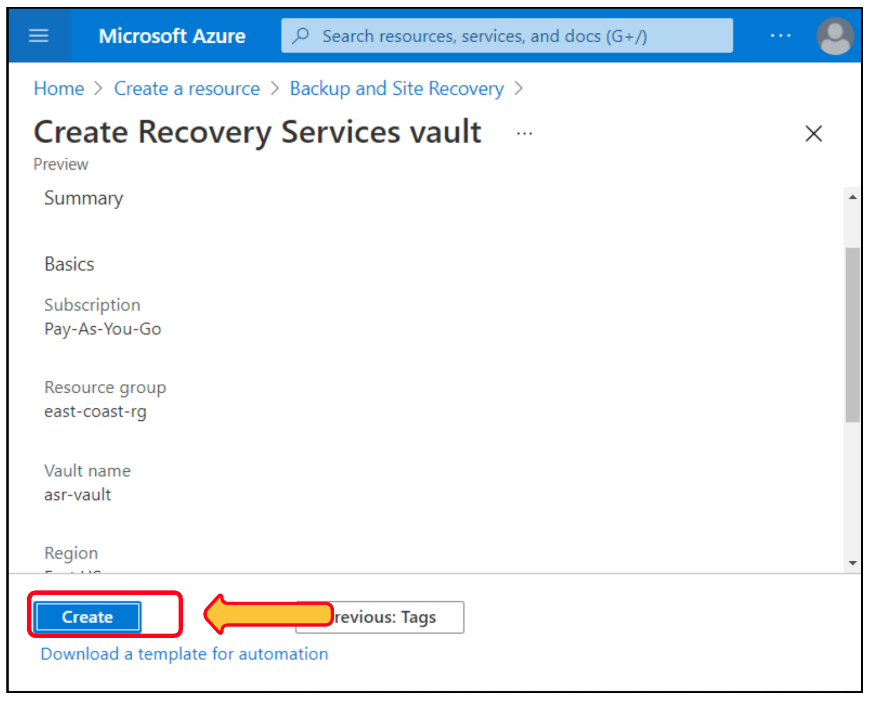 Microsoft Azure
Search resources, services, and docs (G+/)
Home > Create a resource > Backup and Site Recovery >
Create Recovery Services vault ...
Preview
Summary
Basics
Subscription
Pay-As-You-Go
Resource group
east-coast-rg
Vault name
asr-vault
Region
Create
revious: Tags
Download a template for automation